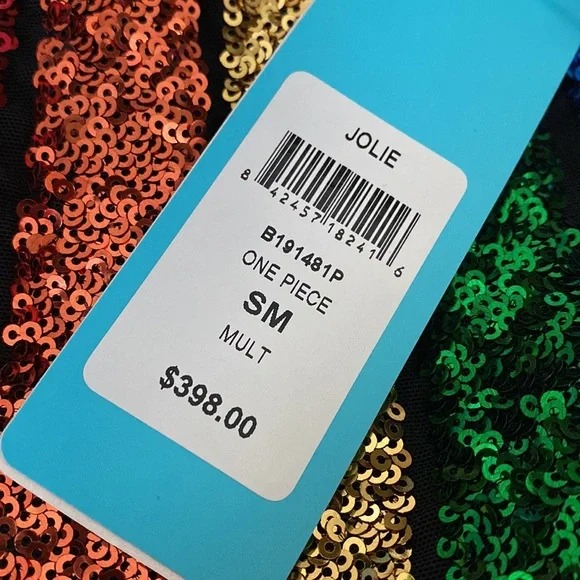 JOLIE
8 42457 18241 6
B191481P
ONE PIECE
SM
MULT
$398.00